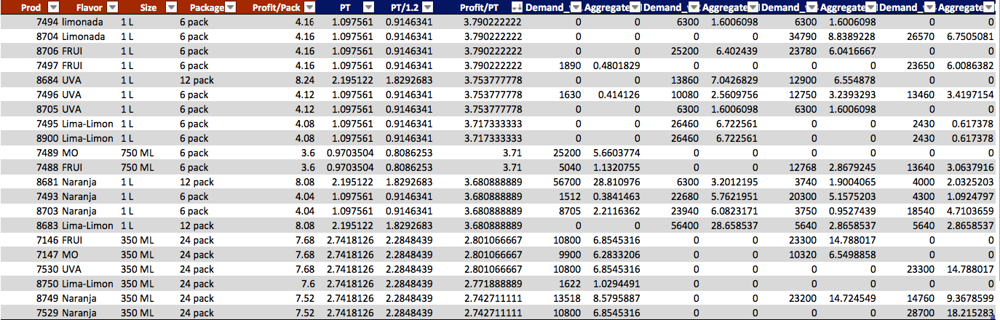 Prod Flavor Size Package Profit/Pack PT PT/1.2 Profit/PT Demand_ Aggregate Demand_ Aggregate Demand_ Aggregate Demand_ Aggregate
7494 limonada 1 L 6 pack 4.16 1.097561 0.9146341 3.790222222 0 0 6300 1.6006098 6300 1.6006098 0 0
8704 Limonada 1 L 6 pack 4.16 1.097561 0.9146341 3.790222222 0 0 0 0 34790 8.8389228 26570 6.7505081
8706 FRUI 1 L 6 pack 4.16 1.097561 0.9146341 3.790222222 0 0 25200 6.402439 23780 6.0416667 0 0
7497 FRUI 1 L 6 pack 4.16 1.097561 0.9146341 3.790222222 1890 0.4801829 0 0 0 0 23650 6.0086382
8684 UVA 1 L 12 pack 8.24 2.195122 1.8292683 3.753777778 0 0 13860 7.0426829 12900 6.554878 0 0
7496 UVA 1 L 6 pack 4.12 1.097561 0.9146341 3.753777778 1630 0.414126 10080 2.5609756 12750 3.2393293 13460 3.4197154
8705 UVA 1 L 6 pack 4.12 1.097561 0.9146341 3.753777778 0 0 6300 1.6006098 6300 1.6006098 0 0
7495 Lima-Limon 1 L 6 pack 4.08 1.097561 0.9146341 3.717333333 0 0 26460 6.722561 0 0 2430 0.617378
8900 Lima-Limon 1 L 6 pack 4.08 1.097561 0.9146341 3.717333333 0 0 26460 6.722561 0 0 2430 0.617378
7489 MO 750 ML 6 pack 3.6 0.9703504 0.8086253 3.71 25200 5.6603774 0 0 0 0 0 0
7488 FRUI 750 ML 6 pack 3.6 0.9703504 0.8086253 3.71 5040 1.1320755 0 0 12768 2.8679245 13640 3.0637916
8681 Naranja 1 L 12 pack 8.08 2.195122 1.8292683 3.680888889 56700 28.810976 6300 3.2012195 3740 1.9004065 4000 2.0325203
7493 Naranja 1 L 6 pack 4.04 1.097561 0.9146341 3.680888889 1512 0.3841463 22680 5.7621951 20300 5.1575203 4300 1.0924797
8703 Naranja 1 L 6 pack 4.04 1.097561 0.9146341 3.680888889 8705 2.2116362 23940 6.0823171 3750 0.9527439 18540 4.7103659
8683 Lima-Limon 1 L 12 pack 8.08 2.195122 1.8292683 3.680888889 0 0 56400 28.658537 5640 2.8658537 5640 2.8658537
7146 FRUI 350 ML 24 pack 7.68 2.7418126 2.2848439 2.801066667 10800 6.8545316 0 0 23300 14.788017 0 0
7147 MO 350 ML 24 pack 7.68 2.7418126 2.2848439 2.801066667 9900 6.2833206 0 0 10320 6.5498858 0 0
7530 UVA 350 ML 24 pack 7.68 2.7418126 2.2848439 2.801066667 10800 6.8545316 0 0 0 0 23300 14.788017
8750 Lima-Limon 350 ML 24 pack 7.6 2.7418126 2.2848439 2.771888889 1622 1.0294491 0 0 0 0 0 0
8749 Naranja 350 ML 24 pack 7.52 2.7418126 2.2848439 2.742711111 13518 8.5795887 0 0 23200 14.724549 14760 9.3678599
7529 Naranja 350 ML 24 pack 7.52 2.7418126 2.2848439 2.742711111 10800 6.8545316 0 0 0 0 28700 18.215283